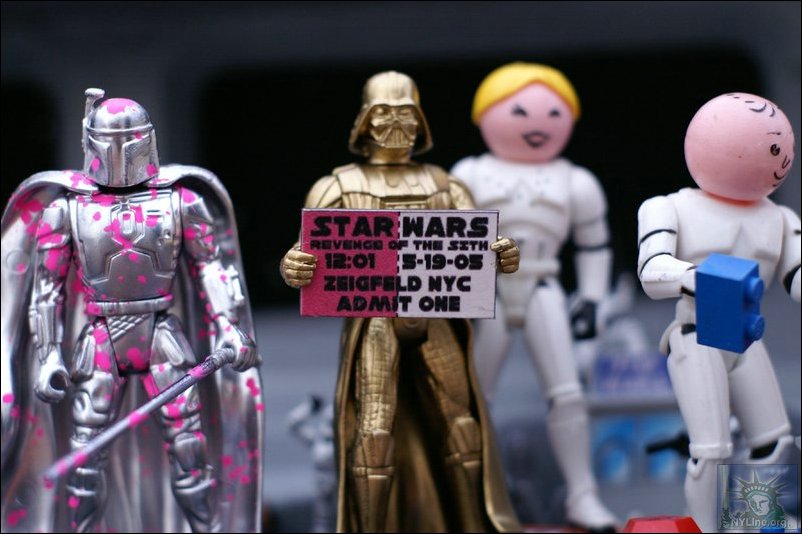 STAR WARS
REVENGE OF THE SITH
12:01 5-19-05
ZEIGFELD NYC
ADMIT ONE
NYLine.org